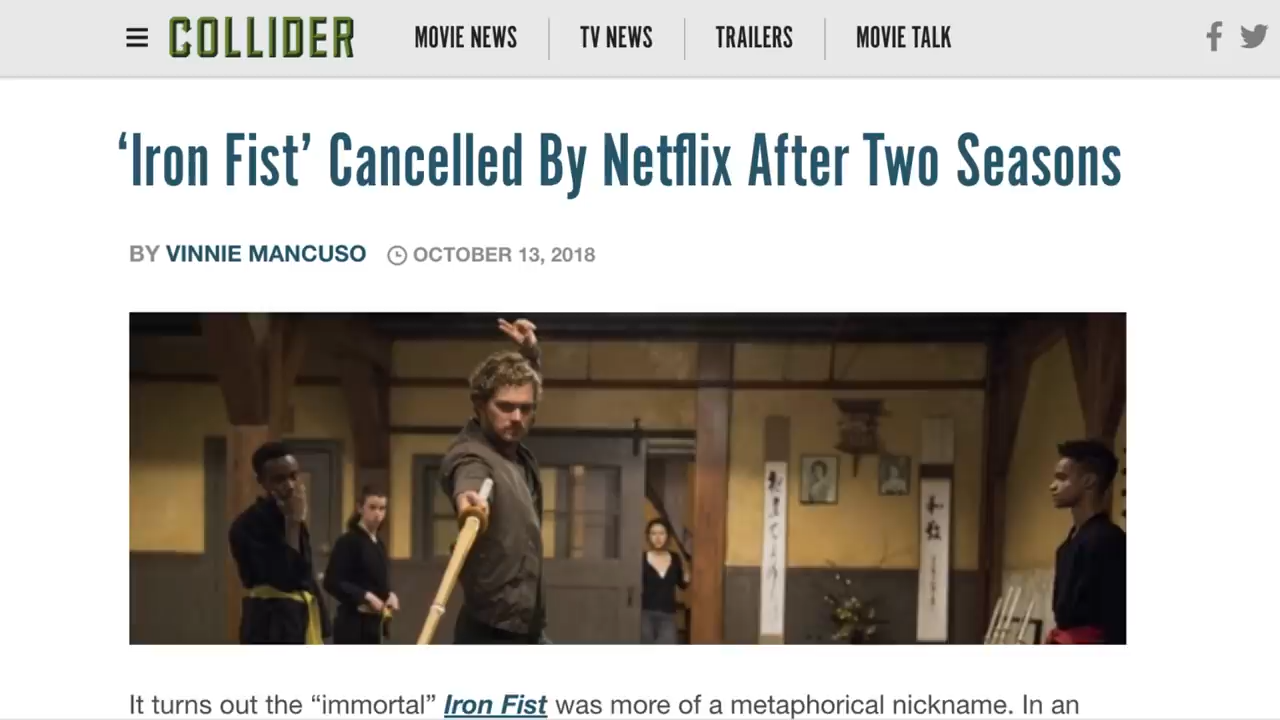 COLLIDER MOVIE NEWS TV NEWS TRAILERS MOVIE TALK
‘Iron Fist’ Cancelled By Netflix After Two Seasons
BY VINNIE MANCUSO OCTOBER 13, 2018
It turns out the “immortal” Iron Fist was more of a metaphorical nickname. In an